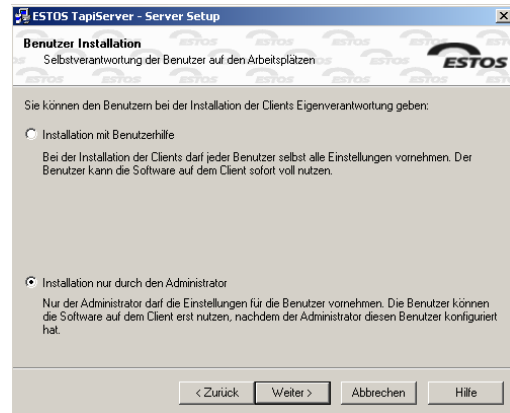 ESTOS TapiServer - Server Setup
Benutzer Installation
Selbstverantwortung der Benutzer auf den Arbeitsplätzen
ESTOS
Sie können den Benutzern bei der Installation der Clients Eigenverantwortung geben:
Installation mit Benutzerhilfe
Bei der Installation der Clients darf jeder Benutzer selbst alle Einstellungen vornehmen. Der
Benutzer kann die Software auf dem Client sofort voll nutzen.
Installation nur durch den Administrator
Nur der Administrator darf die Einstellungen für die Benutzer vornehmen. Die Benutzer können
die Software auf dem Client erst nutzen, nachdem der Administrator diesen Benutzer konfiguriert
hat.
< Zurück Weiter > Abbrechen Hilfe